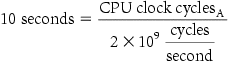 10 seconds = CPU clock cycles_A / (2 × 10^9 cycles/second)